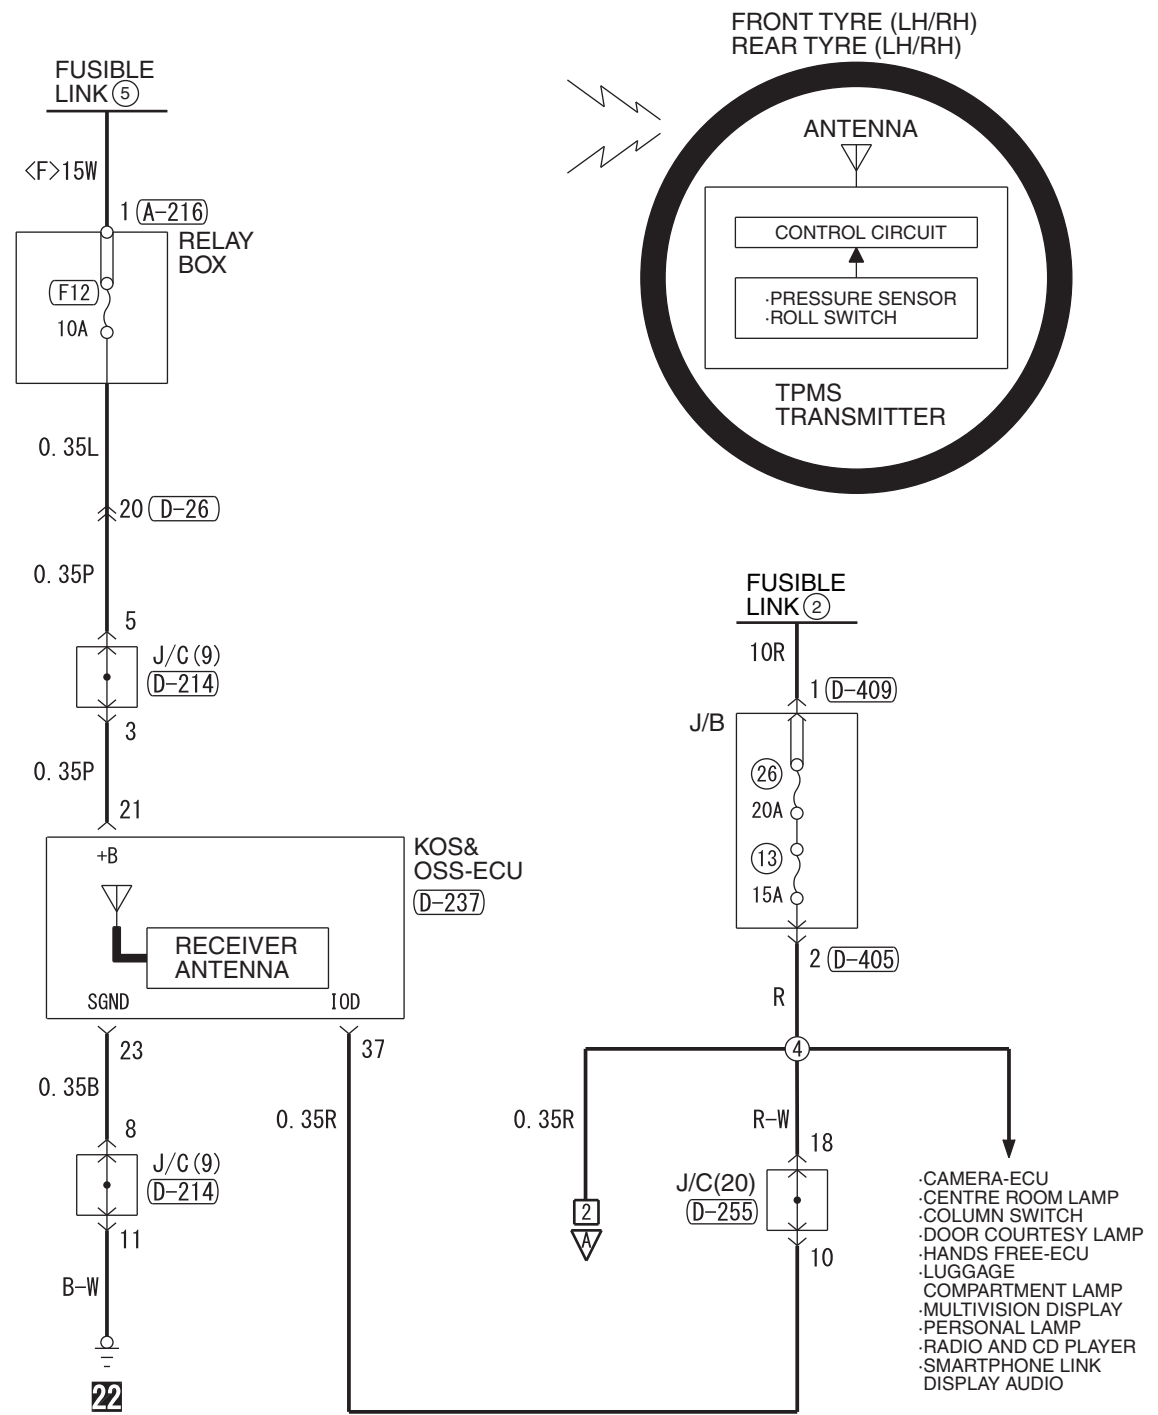 FRONT TYRE (LH/RH)
REAR TYRE (LH/RH)
ANTENNA
CONTROL CIRCUIT
·PRESSURE SENSOR
·ROLL SWITCH
TPMS
TRANSMITTER
FUSIBLE
LINK 5
<F>15W
1 A-216
RELAY
BOX
F12
10A
0.35L
20 D-26
0.35P
5
J/C(9)
D-214
3
0.35P
21
+B
KOS&
OSS-ECU
D-237
RECEIVER
ANTENNA
SGND
IOD
23
37
0.35B
0.35R
8
J/C(9)
D-214
11
B-W
22
FUSIBLE
LINK 2
10R
1 D-409
J/B
26
20A
13
15A
2 D-405
R
4
0.35R
R-W
18
J/C(20)
D-255
10
2
A
·CAMERA-ECU
·CENTRE ROOM LAMP
·COLUMN SWITCH
·DOOR COURTESY LAMP
·HANDS FREE-ECU
·LUGGAGE
COMPARTMENT LAMP
·MULTIVISION DISPLAY
·PERSONAL LAMP
·RADIO AND CD PLAYER
·SMARTPHONE LINK
DISPLAY AUDIO